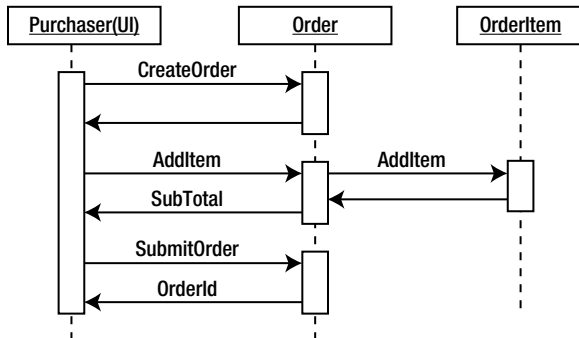 Purchaser(UI)
Order
OrderItem
CreateOrder
AddItem
AddItem
SubTotal
SubmitOrder
OrderId